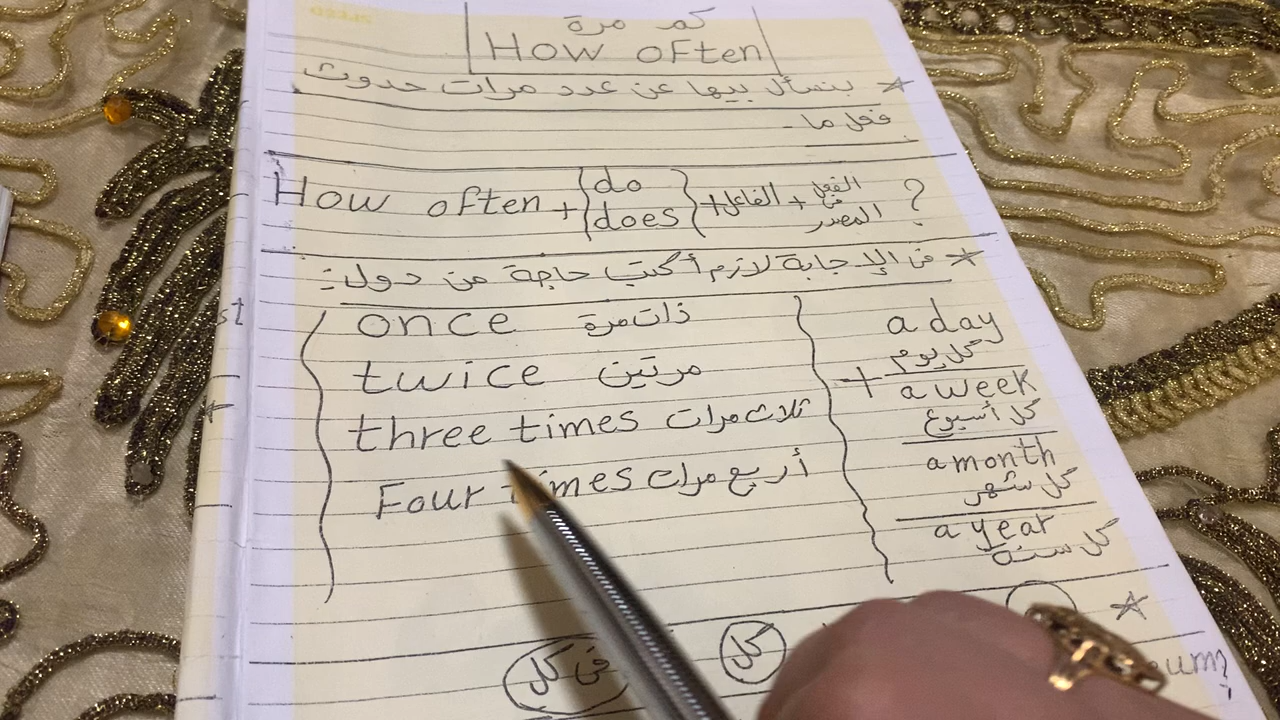 كم مرة
How often
* بنسأل بيها عن عدد مرات حدوث
فعل ما.
How often + do does + الفاعل + الفعل فى المصدر ?
* فى الإجابة لازم أكتب حاجة من دول:
once ذات مرة
twice مرتين
three times ثلاث مرات
Four times أربع مرات
+
a day
كل يوم
a week
كل أسبوع
a month
كل شهر
a year
كل سنة
st
*
كل
فى كل
eum?